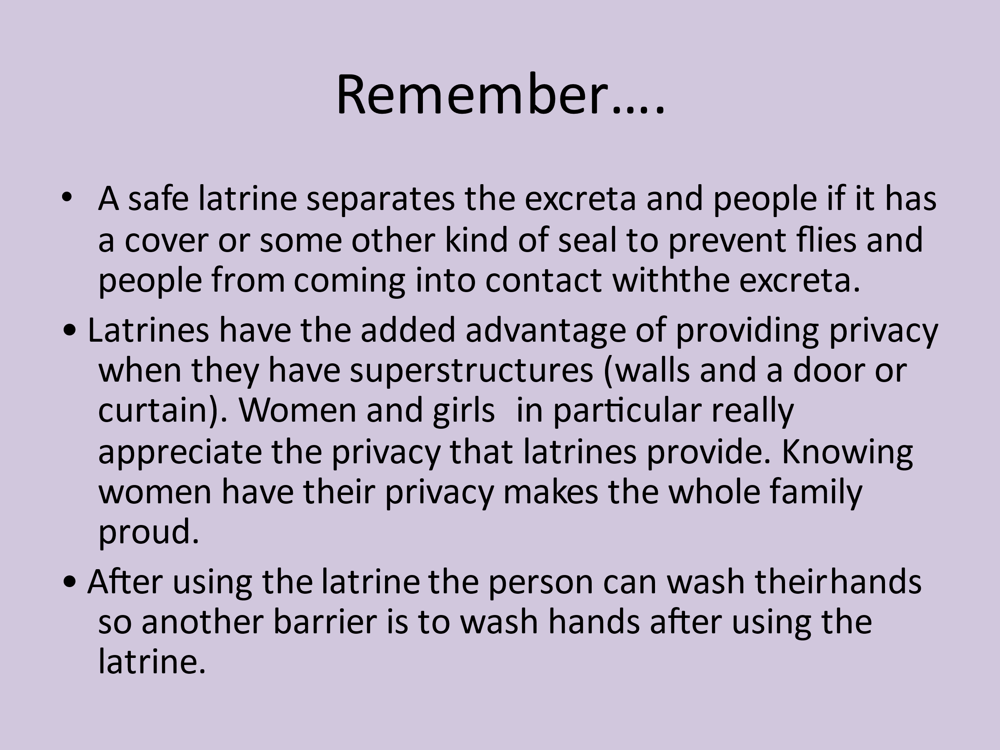 Remember….
• A safe latrine separates the excreta and people if it has
a cover or some other kind of seal to prevent flies and
people from coming into contact withthe excreta.
• Latrines have the added advantage of providing privacy
when they have superstructures (walls and a door or
curtain). Women and girls  in particular really
appreciate the privacy that latrines provide. Knowing
women have their privacy makes the whole family
proud.
• After using the latrine the person can wash theirhands
so another barrier is to wash hands after using the
latrine.